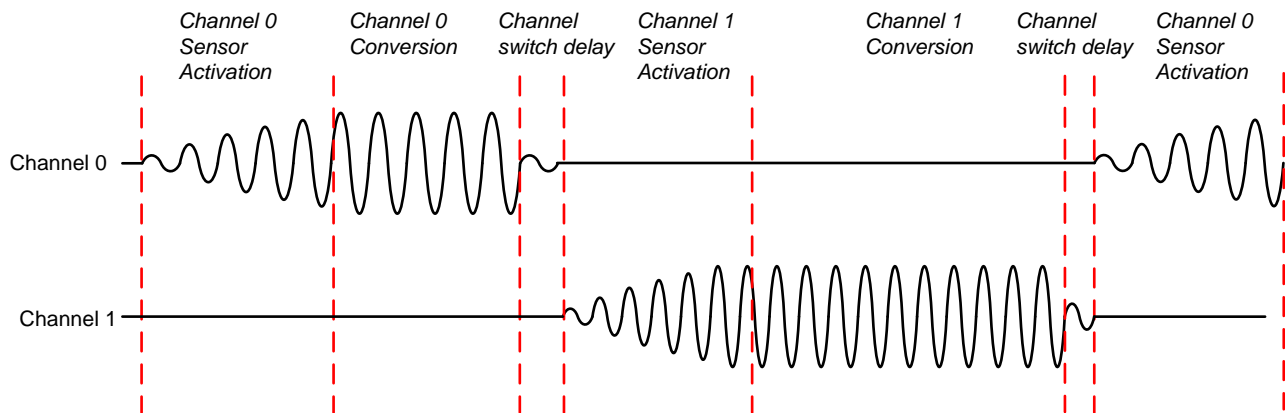 Channel 0
Sensor
Activation
Channel 0
Conversion
Channel
switch delay
Channel 1
Sensor
Activation
Channel 1
Conversion
Channel
switch delay
Channel 0
Sensor
Activation
Channel 0
Channel 1